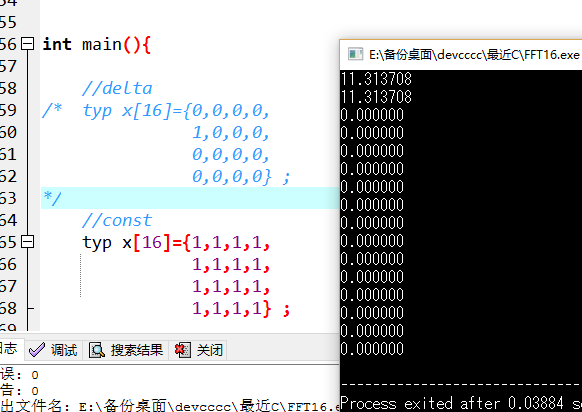 54
55
56 int main(){
57
58 //delta
59 /* typ x[16]={0,0,0,0,
60 1,0,0,0,
61 0,0,0,0,
62 0,0,0,0} ;
63 */
64 //const
65 typ x[16]={1,1,1,1,
66 1,1,1,1,
67 1,1,1,1,
68 1,1,1,1} ;
69
日志 调试 搜索结果 关闭
误: 0
告: 0
出文件名: E:\备份桌面\devcccc\最近C\FFT16.e
E:\备份桌面\devcccc\最近C\FFT16.exe
11.313708
11.313708
0.000000
0.000000
0.000000
0.000000
0.000000
0.000000
0.000000
0.000000
0.000000
0.000000
0.000000
0.000000
0.000000
0.000000
--------------------------------
Process exited after 0.03884 se